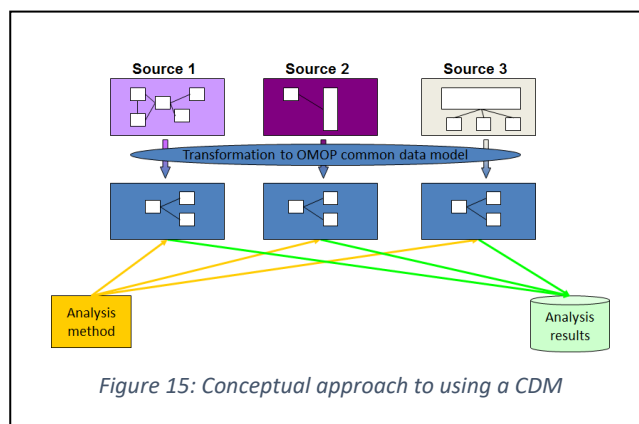 Source 1 Source 2 Source 3
Transformation to OMOP common data model
Analysis
method
Analysis
results
Figure 15: Conceptual approach to using a CDM